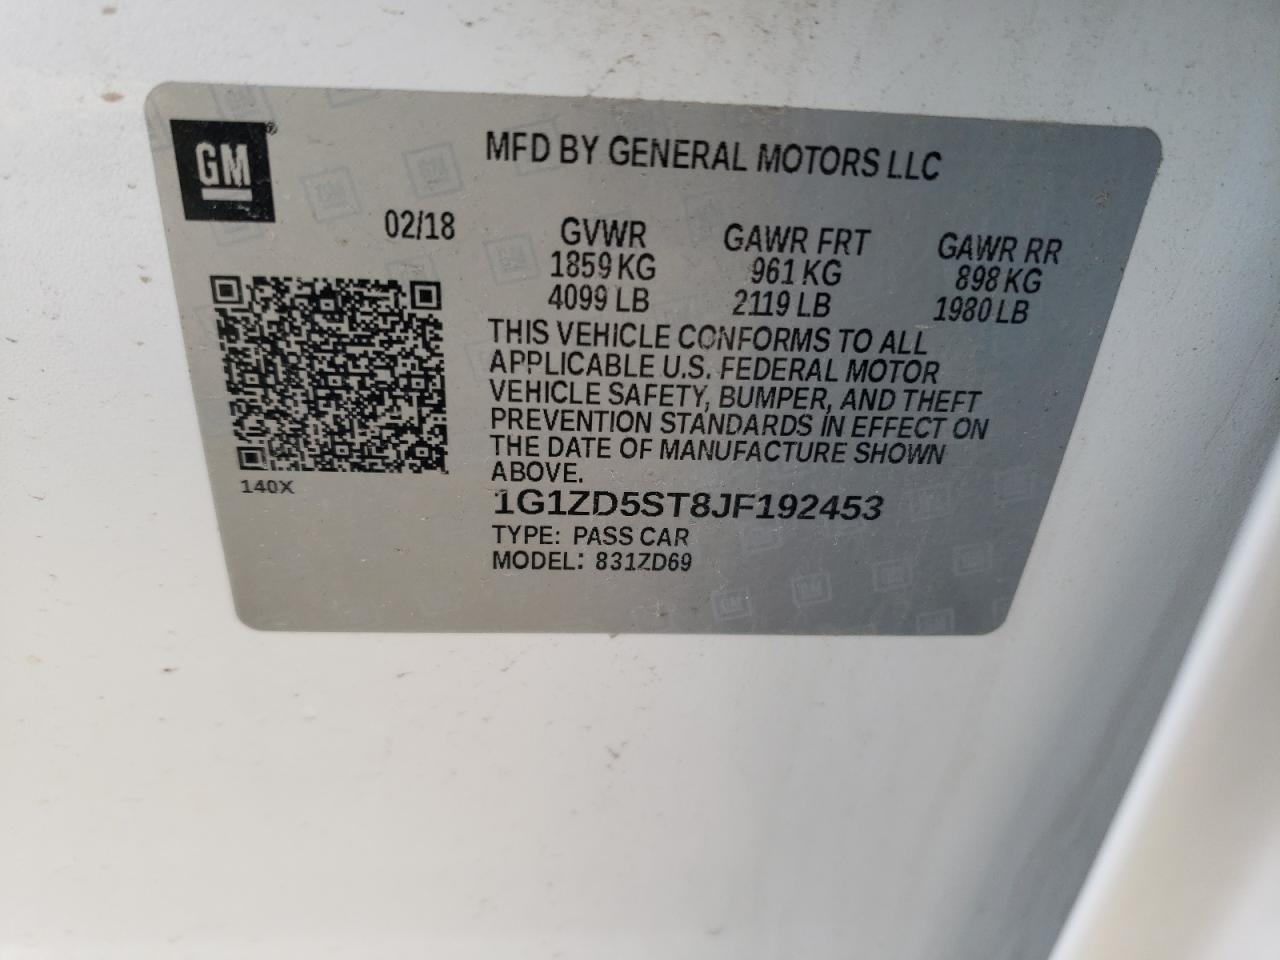 GM®
MFD BY GENERAL MOTORS LLC
02/18
GVWR GAWR FRT GAWR RR
1859 KG 961 KG 898 KG
4099 LB 2119 LB 1980 LB
THIS VEHICLE CONFORMS TO ALL
APPLICABLE U.S. FEDERAL MOTOR
VEHICLE SAFETY, BUMPER, AND THEFT
PREVENTION STANDARDS IN EFFECT ON
THE DATE OF MANUFACTURE SHOWN
ABOVE.
140X
1G1ZD5ST8JF192453
TYPE: PASS CAR
MODEL: 831ZD69